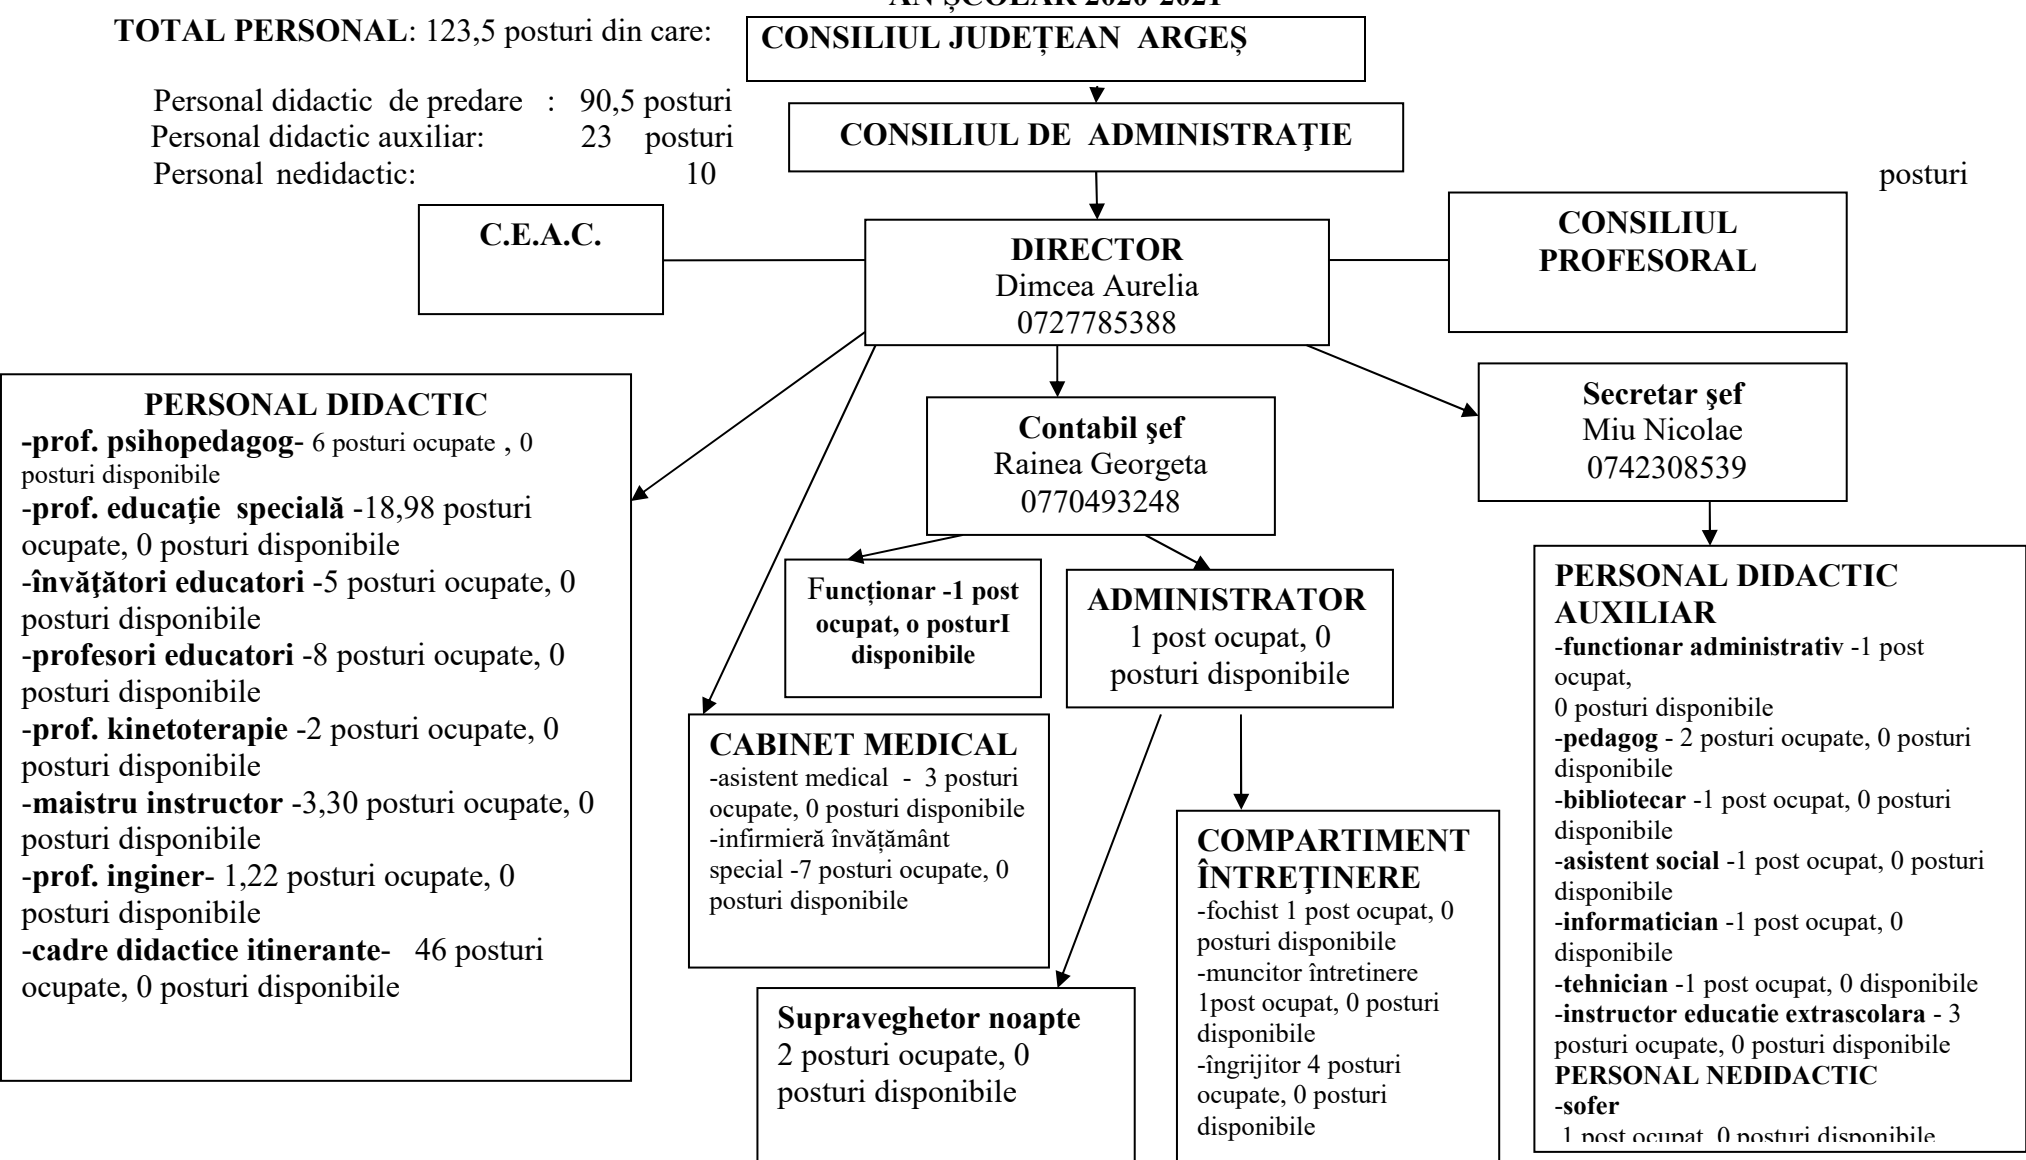 AN ȘCOLAR 2020-2021
TOTAL PERSONAL: 123,5 posturi din care:
CONSILIUL JUDEȚEAN ARGEȘ
Personal didactic de predare : 90,5 posturi
Personal didactic auxiliar: 23 posturi
Personal nedidactic: 10 posturi
CONSILIUL DE ADMINISTRAŢIE
C.E.A.C.
DIRECTOR
Dimcea Aurelia
0727785388
CONSILIUL
PROFESORAL
PERSONAL DIDACTIC
-prof. psihopedagog- 6 posturi ocupate , 0
posturi disponibile
-prof. educaţie specială -18,98 posturi
ocupate, 0 posturi disponibile
-învăţători educatori -5 posturi ocupate, 0
posturi disponibile
-profesori educatori -8 posturi ocupate, 0
posturi disponibile
-prof. kinetoterapie -2 posturi ocupate, 0
posturi disponibile
-maistru instructor -3,30 posturi ocupate, 0
posturi disponibile
-prof. inginer- 1,22 posturi ocupate, 0
posturi disponibile
-cadre didactice itinerante- 46 posturi
ocupate, 0 posturi disponibile
Contabil şef
Rainea Georgeta
0770493248
Secretar şef
Miu Nicolae
0742308539
Funcționar -1 post
ocupat, o posturI
disponibile
ADMINISTRATOR
1 post ocupat, 0
posturi disponibile
CABINET MEDICAL
-asistent medical - 3 posturi
ocupate, 0 posturi disponibile
-infirmieră învățământ
special -7 posturi ocupate, 0
posturi disponibile
Supraveghetor noapte
2 posturi ocupate, 0
posturi disponibile
COMPARTIMENT
ÎNTREŢINERE
-fochist 1 post ocupat, 0
posturi disponibile
-muncitor întretinere
1post ocupat, 0 posturi
disponibile
-îngrijitor 4 posturi
ocupate, 0 posturi
disponibile
PERSONAL DIDACTIC
AUXILIAR
-functionar administrativ -1 post
ocupat,
0 posturi disponibile
-pedagog - 2 posturi ocupate, 0 posturi
disponibile
-bibliotecar -1 post ocupat, 0 posturi
disponibile
-asistent social -1 post ocupat, 0 posturi
disponibile
-informatician -1 post ocupat, 0
disponibile
-tehnician -1 post ocupat, 0 disponibile
-instructor educatie extrascolara - 3
posturi ocupate, 0 posturi disponibile
PERSONAL NEDIDACTIC
-sofer
1 post ocupat, 0 posturi disponibile